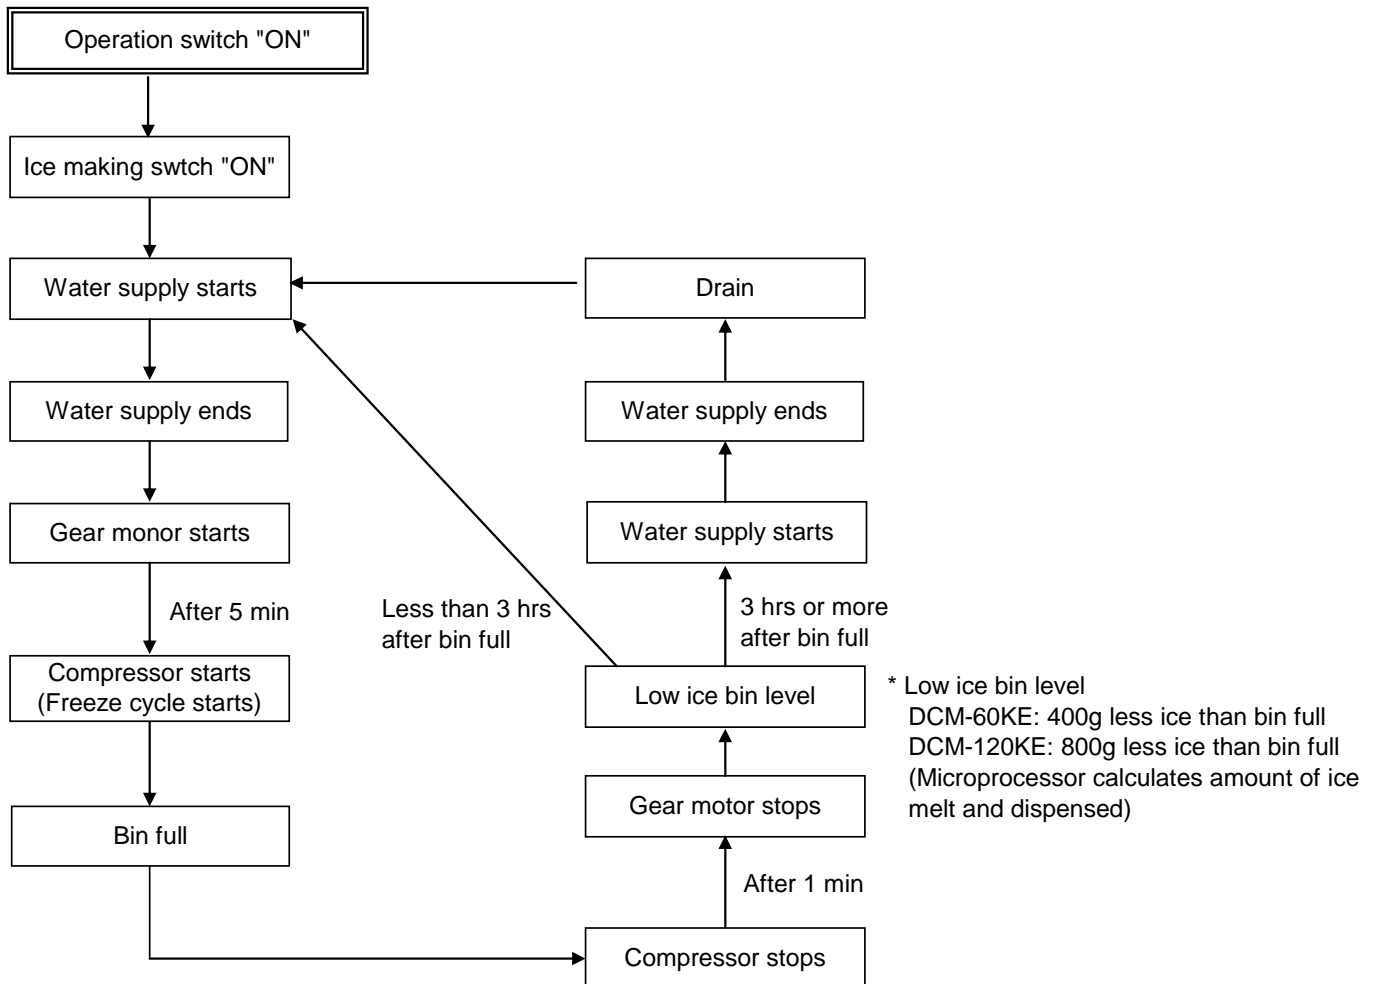 Operation switch "ON"
Ice making swtch "ON"
Water supply starts
Water supply ends
Gear monor starts
After 5 min
Compressor starts
(Freeze cycle starts)
Bin full
Drain
Water supply ends
Water supply starts
Less than 3 hrs
after bin full
3 hrs or more
after bin full
Low ice bin level
Gear motor stops
After 1 min
Compressor stops
* Low ice bin level
DCM-60KE: 400g less ice than bin full
DCM-120KE: 800g less ice than bin full
(Microprocessor calculates amount of ice
melt and dispensed)